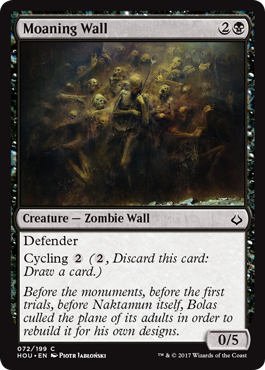 Moaning Wall 2
Creature — Zombie Wall
Defender
Cycling 2 (2, Discard this card:
Draw a card.)
Before the monuments, before the first
trials, before Naktamun itself, Bolas
culled the plane of its adults in order to
rebuild it for his own designs.
0/5
072/199 C
HOU • EN Piotr Jabłoński
™ & © 2017 Wizards of the Coast